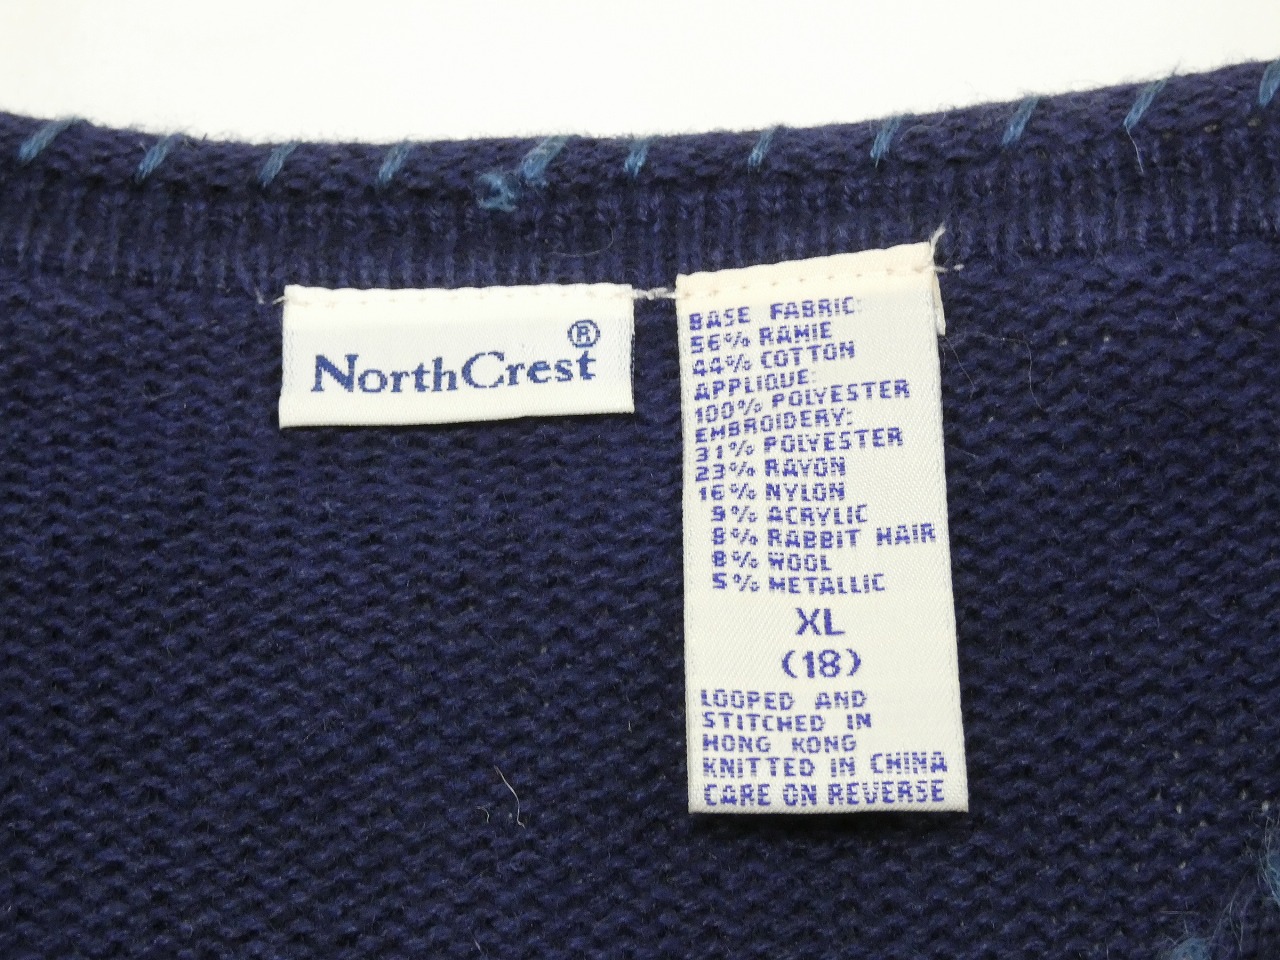 NorthCrest®
BASE FABRIC:
56% RAMIE
44% COTTON
APPLIQUE:
100% POLYESTER
EMBROIDERY:
31% POLYESTER
23% RAYON
16% NYLON
9% ACRYLIC
8% RABBIT HAIR
8% WOOL
5% METALLIC
XL
(18)
LOOPED AND
STITCHED IN
HONG KONG
KNITTED IN CHINA
CARE ON REVERSE